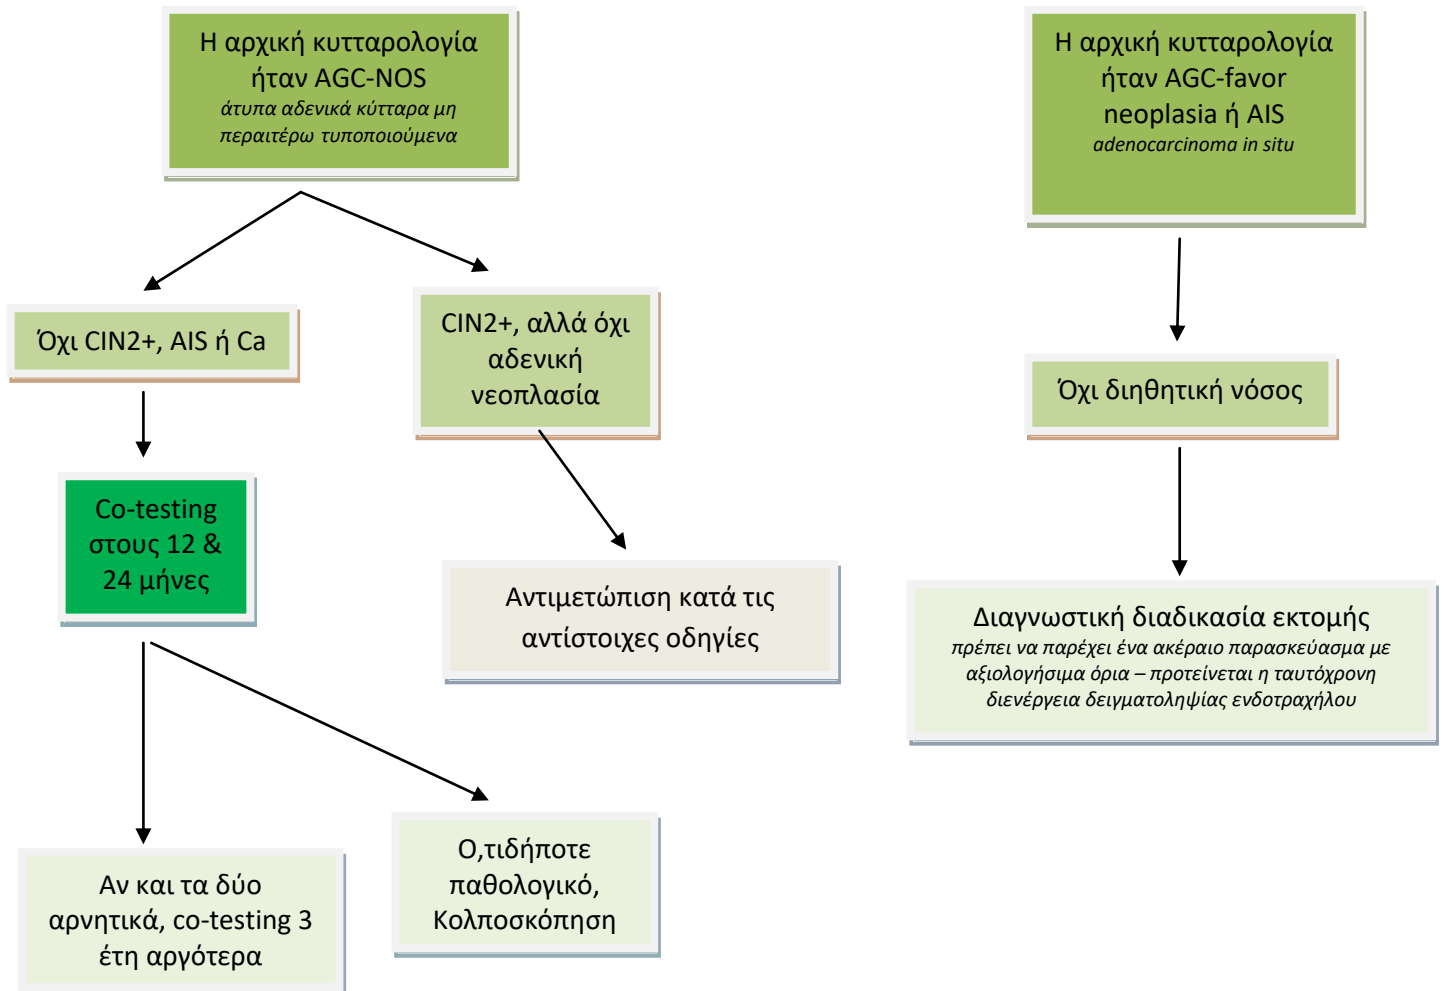 Η αρχική κυτταρολογία
ήταν AGC-NOS
άτυπα αδενικά κύτταρα μη
περαιτέρω τυποποιούμενα
Η αρχική κυτταρολογία
ήταν AGC-favor
neoplasia ή AIS
adenocarcinoma in situ
Όχι CIN2+, AIS ή Ca
CIN2+, αλλά όχι
αδενική
νεοπλασία
Όχι διηθητική νόσος
Co-testing
στους 12 &
24 μήνες
Αντιμετώπιση κατά τις
αντίστοιχες οδηγίες
Διαγνωστική διαδικασία εκτομής
πρέπει να παρέχει ένα ακέραιο παρασκεύασμα με
αξιολογήσιμα όρια – προτείνεται η ταυτόχρονη
διενέργεια δειγματοληψίας ενδοτραχήλου
Αν και τα δύο
αρνητικά, co-testing 3
έτη αργότερα
Ο,τιδήποτε
παθολογικό,
Κολποσκόπηση